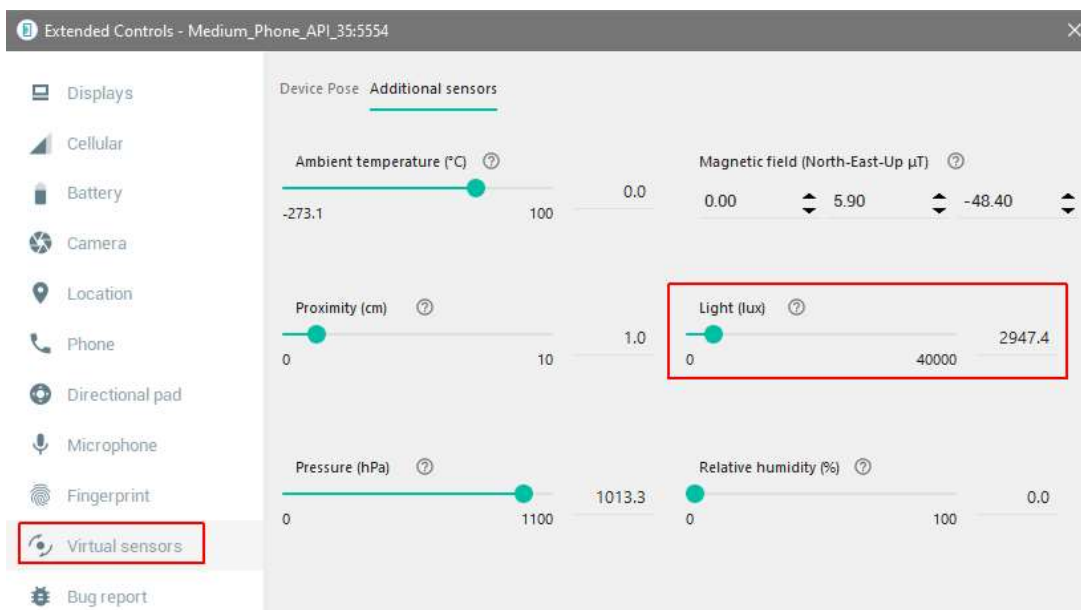 Extended Controls - Medium_Phone_API_35:5554
Displays
Cellular
Battery
Camera
Location
Phone
Directional pad
Microphone
Fingerprint
Virtual sensors
Bug report
Device Pose Additional sensors
Ambient temperature (°C) ?
0.0
-273.1 100
Magnetic field (North-East-Up µT) ?
0.00 5.90 -48.40
Proximity (cm) ?
1.0
0 10
Light (lux) ?
2947.4
0 40000
Pressure (hPa) ?
1013.3
0 1100
Relative humidity (%) ?
0.0
0 100